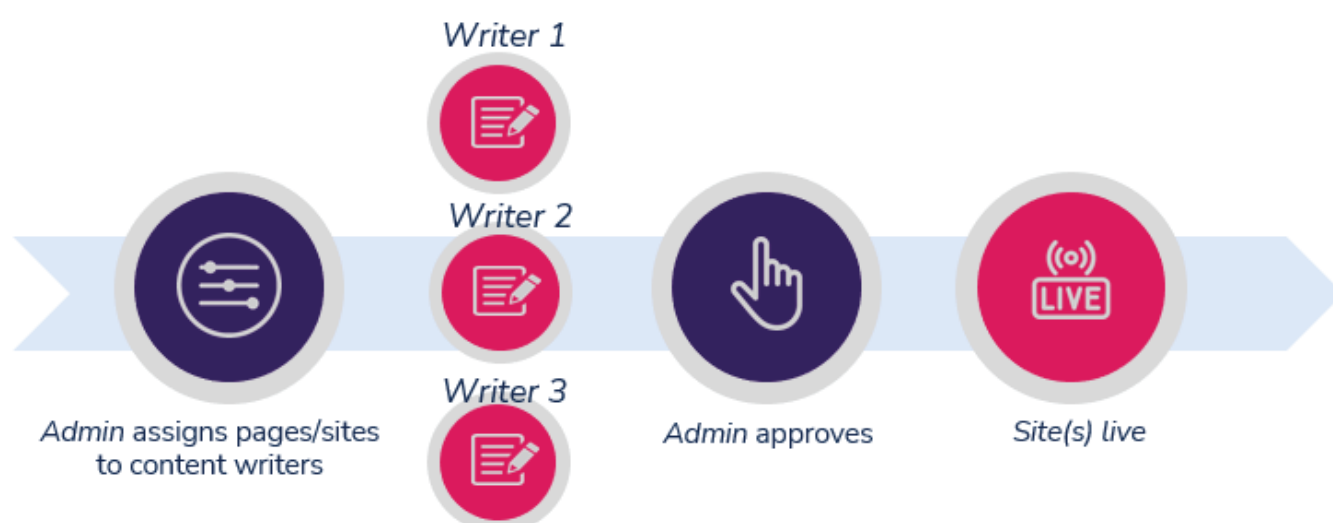 Writer 1
Writer 2
Writer 3
Admin assigns pages/sites
to content writers
Admin approves
LIVE
Site(s) live